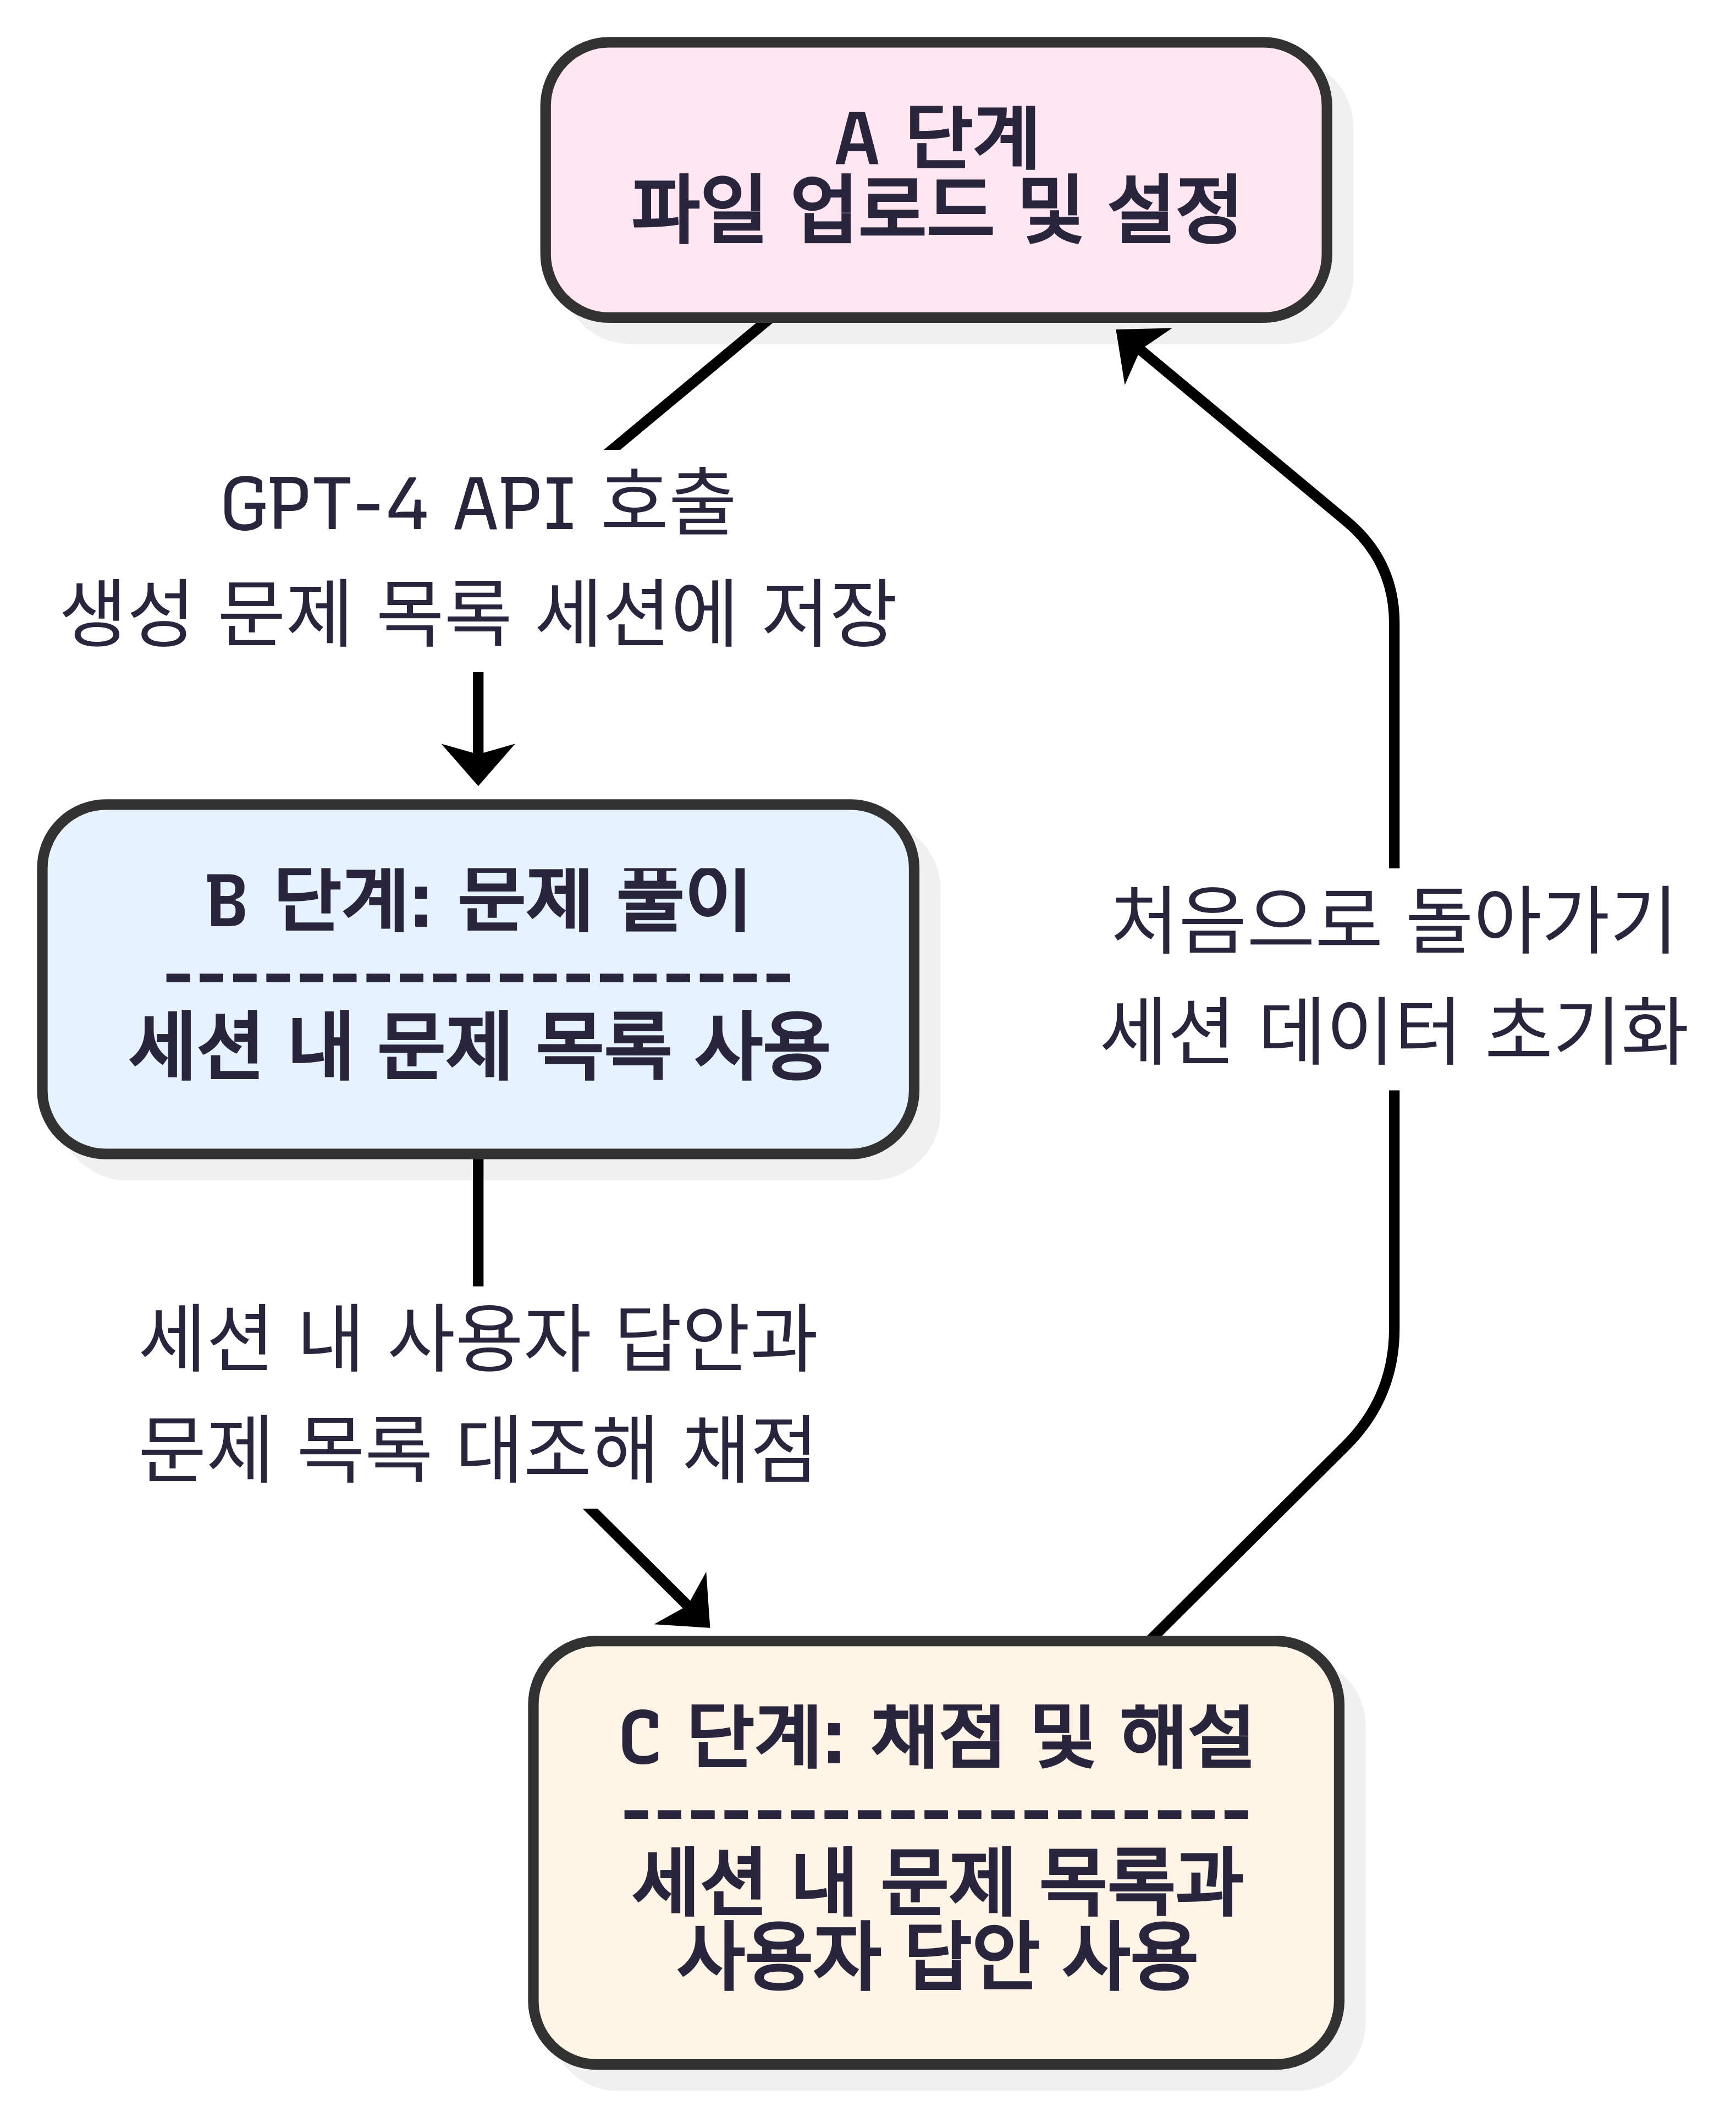 A 단계
파일 업로드 및 설정
GPT-4 API 호출
생성 문제 목록 세션에 저장
B 단계: 문제 풀이
-------------------
세션 내 문제 목록 사용
처음으로 돌아가기
세션 데이터 초기화
세션 내 사용자 답안과
문제 목록 대조해 채점
C 단계: 채점 및 해설
-------------------
세션 내 문제 목록과
사용자 답안 사용